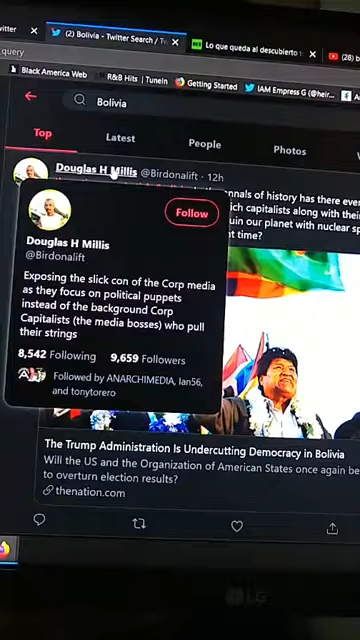 (2) Bolivia - Twitter Search / Tw
Lo que queda al descubierto
(28)
query
Black America Web
R&B Hits | TuneIn
Getting Started
IAM Empress G (@heir...
Bolivia
Top
Latest
People
Photos
Douglas H Millis @Birdonalift · 12h
annals of history has there eve
ich capitalists along with their
uin our planet with nuclear s
t time?
Follow
Douglas H Millis
@Birdonalift
Exposing the slick con of the Corp media
as they focus on political puppets
instead of the background Corp
Capitalists (the media bosses) who pull
their strings
8,542 Following 9,659 Followers
Followed by ANARCHIMEDIA, Ian56,
and tonytorero
The Trump Administration Is Undercutting Democracy in Bolivia
Will the US and the Organization of American States once again be
to overturn election results?
thenation.com
LG